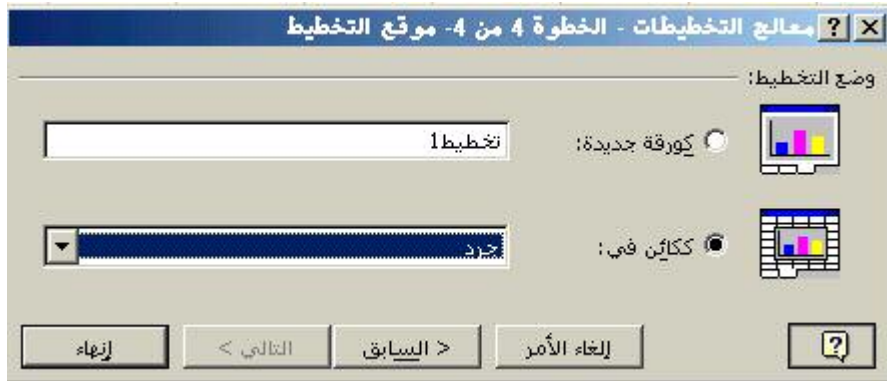 معالج التخطيطات - الخطوة 4 من 4- موقع التخطيط
وضع التخطيط:
كورقة جديدة:
تخطيط1
ككائن في:
جرد
إلغاء الأمر
< السابق
التالي >
إنهاء